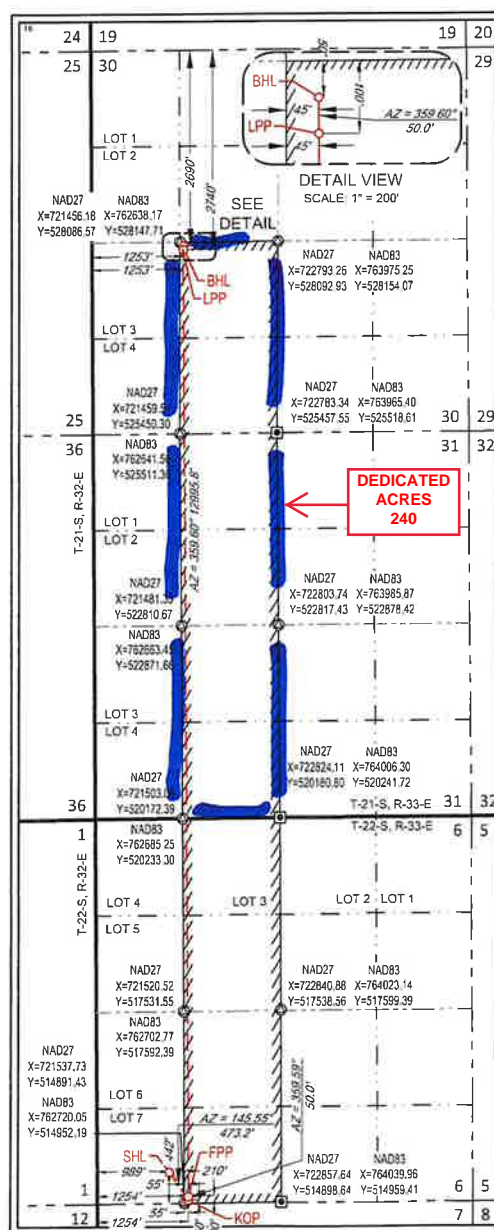 24 19
19 20
25 30
50'
100'
BHL
LPP
45'
45'
AZ = 359.60°
50.0'
LOT 1
LOT 2
2690'
2740'
DETAIL VIEW
SCALE: 1" = 200'
NAD27
X=721456.18
Y=528086.57
NAD83
X=762638.17
Y=528147.71
SEE
DETAIL
1253'
1253'
BHL
LPP
NAD27
X=722793.26
Y=528092.93
NAD83
X=763975.25
Y=528154.07
LOT 3
LOT 4
NAD27
Y=525450.30
NAD27
X=722783.34
Y=525457.55
NAD83
X=763965.40
Y=525518.61
25
36
30 29
31 32
NAD83
T-21-S, R-32-E
AZ = 359.60° 12995.8'
DEDICATED
ACRES
240
LOT 1
LOT 2
NAD27
Y=522810.67
NAD27
X=722803.74
Y=522817.43
NAD83
X=763985.87
Y=522878.42
NAD83
LOT 3
LOT 4
NAD27
Y=520172.39
NAD27
X=722824.11
Y=520180.80
NAD83
X=764006.30
Y=520241.72
36
1
T-21-S, R-33-E
T-22-S, R-33-E
31 32
6 5
NAD83
X=762685.25
Y=520233.30
T-22-S, R-32-E
LOT 4
LOT 5
LOT 3
LOT 2
LOT 1
NAD27
X=721520.52
Y=517531.55
NAD83
X=762702.77
Y=517592.39
NAD27
X=722840.88
Y=517538.56
NAD83
X=764023.14
Y=517599.39
NAD27
X=721537.73
Y=514891.43
NAD83
X=762720.05
Y=514952.19
LOT 6
LOT 7
AZ = 145.55°
473.2'
AZ = 359.59°
50.0'
SHL
442'
FPP
989'
210'
55'
1254'
KOP
55'
1254'
NAD27
X=722857.64
Y=514898.64
NAD83
X=764039.96
Y=514959.41
1
12
6 5
7 8